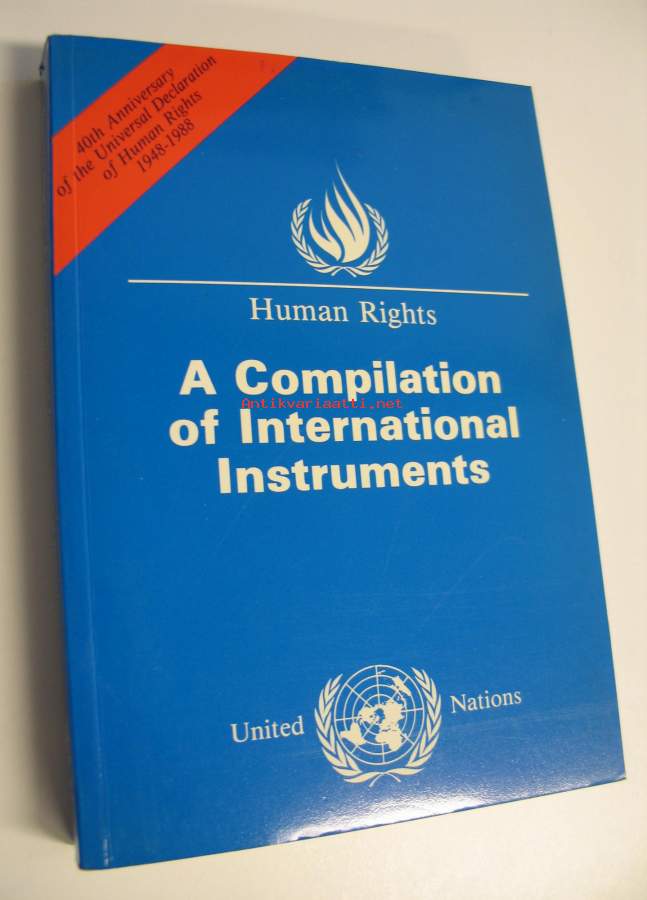 40th Anniversary
of the Universal Declaration
of Human Rights
1948-1988
Human Rights
A Compilation
Antikvariaatti.net
of International
Instruments
United Nations